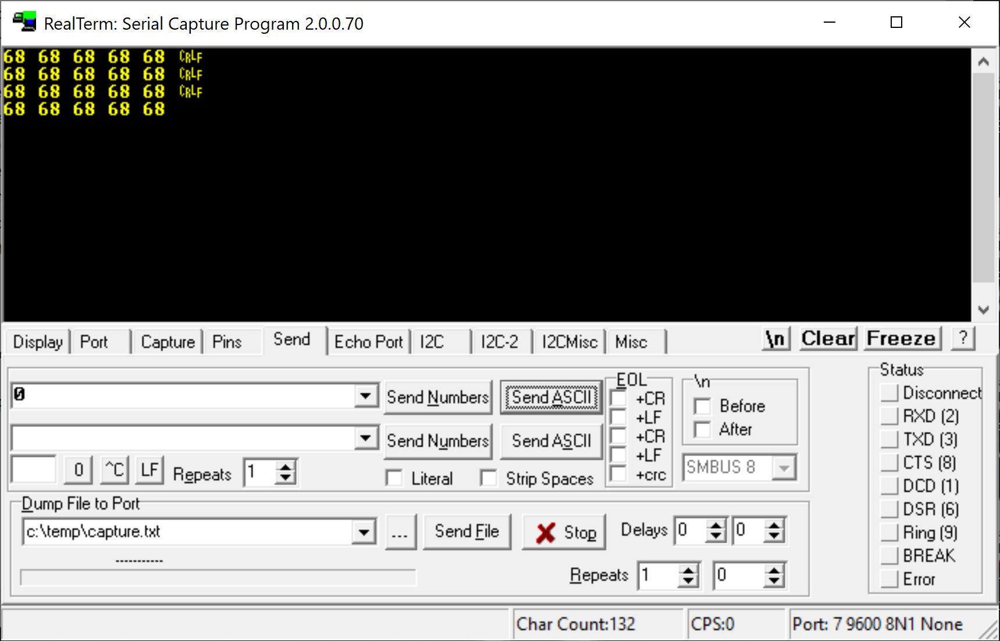 RealTerm: Serial Capture Program 2.0.0.70
68 68 68 68 68 CRLF
68 68 68 68 68 CRLF
68 68 68 68 68 CRLF
68 68 68 68 68
Display Port Capture Pins Send Echo Port I2C I2C-2 I2CMisc Misc \n Clear Freeze ?
0 Send Numbers Send ASCII
Send Numbers Send ASCII
0 ^C LF Repeats 1 Literal Strip Spaces
EOL
+CR
+LF
+CR
+LF
+crc
\n
Before
After
SMBUS 8
Dump File to Port
c:\temp\capture.txt ... Send File Stop Delays 0 0
-----------
Repeats 1 0
Status
Disconnect
RXD (2)
TXD (3)
CTS (8)
DCD (1)
DSR (6)
Ring (9)
BREAK
Error
Char Count:132 CPS:0 Port: 7 9600 8N1 None